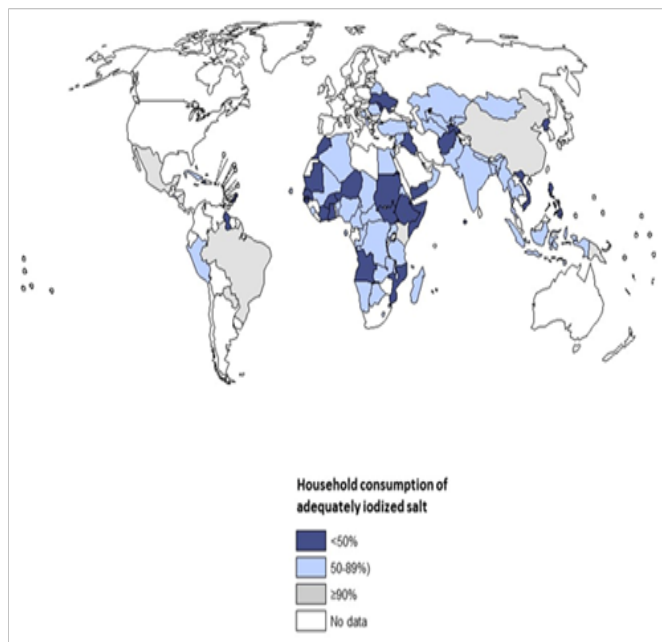 Household consumption of
adequately iodized salt
<50%
50-89%)
≥90%
No data